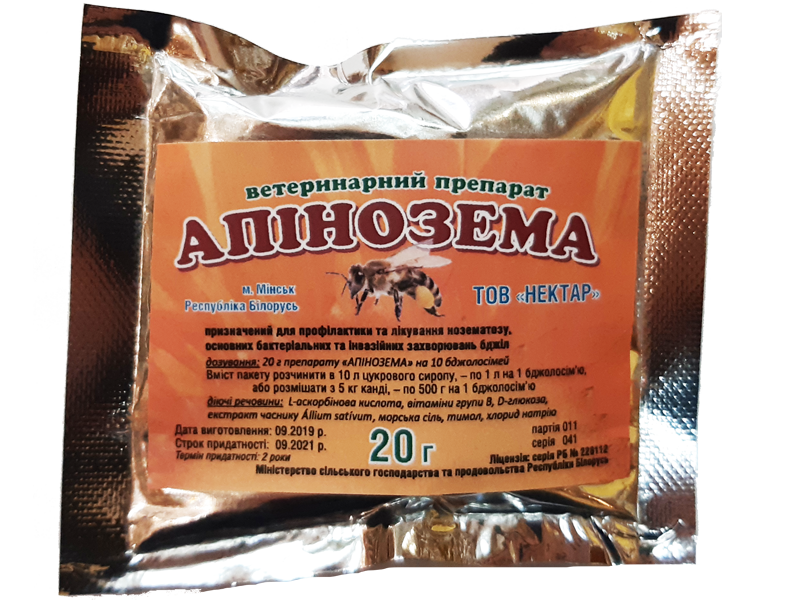 ветеринарний препарат
АПІНОЗЕМА
м. Мінськ
Республіка Білорусь
ТОВ «НЕКТАР»
призначений для профілактики та лікування нозематозу,
основних бактеріальних та інвазійних захворювань бджіл
дозування: 20 г препарату «АПІНОЗЕМА» на 10 бджолосімей
Вміст пакету розчинити в 10 л цукрового сиропу, – по 1 л на 1 бджолосім'ю,
або розмішати з 5 кг канді, – по 500 г на 1 бджолосім'ю
діючі речовини: L-аскорбінова кислота, вітаміни групи В, D-глюкоза,
екстракт часнику Állium satívum, морська сіль, тимол, хлорид натрію
Дата виготовлення: 09.2019 р.
Строк придатності: 09.2021 р.
Термін придатності: 2 роки
20 г
партія 011
серія 041
Ліцензія: серія РБ № 228112
Міністерство сільського господарства та продовольства Республіки Білорусь